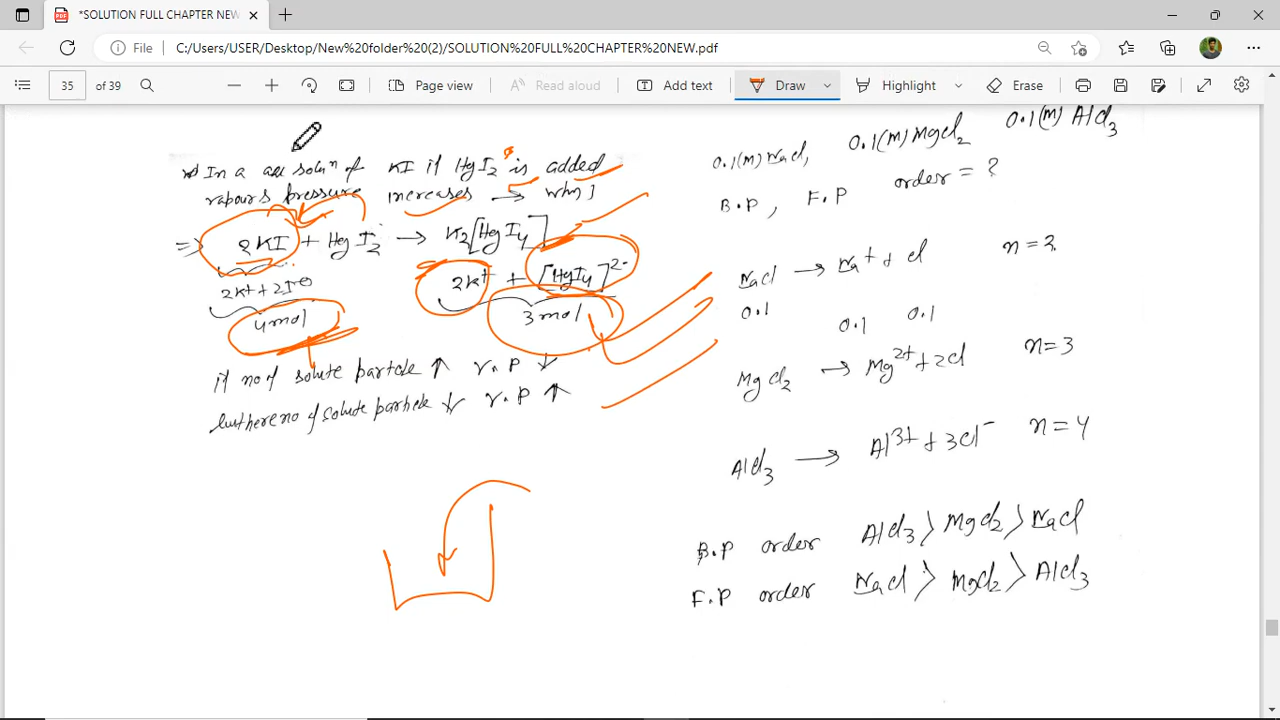 *SOLUTION FULL CHAPTER NEW
File
C:/Users/USER/Desktop/New%20folder%20(2)/SOLUTION%20FULL%20CHAPTER%20NEW.pdf
35 of 39
Page view
Read aloud
Add text
Draw
Highlight
Erase
In a aq soluⁿ of KI if HgI₂ is added
vapours pressure increases → why]
⇒ 2KI + HgI₂ → K₂[HgI₄]
2K⁺ + 2I⊖
2K⁺ + [HgI₄]²⁻
4mol
3mol
if no of solute particle ↑ V.P ↓
but here no of solute particle ↓ V.P ↑
0.1(M) NaCl, 0.1(M) MgCl₂ 0.1(M) AlCl₃
B.P , F.P order = ?
NaCl → Na⁺ + Cl n=2
0.1 0.1 0.1
MgCl₂ → Mg²⁺ + 2Cl n=3
AlCl₃ → Al³⁺ + 3Cl⁻ n=4
B.P order AlCl₃ > MgCl₂ > NaCl
F.P order NaCl > MgCl₂ > AlCl₃